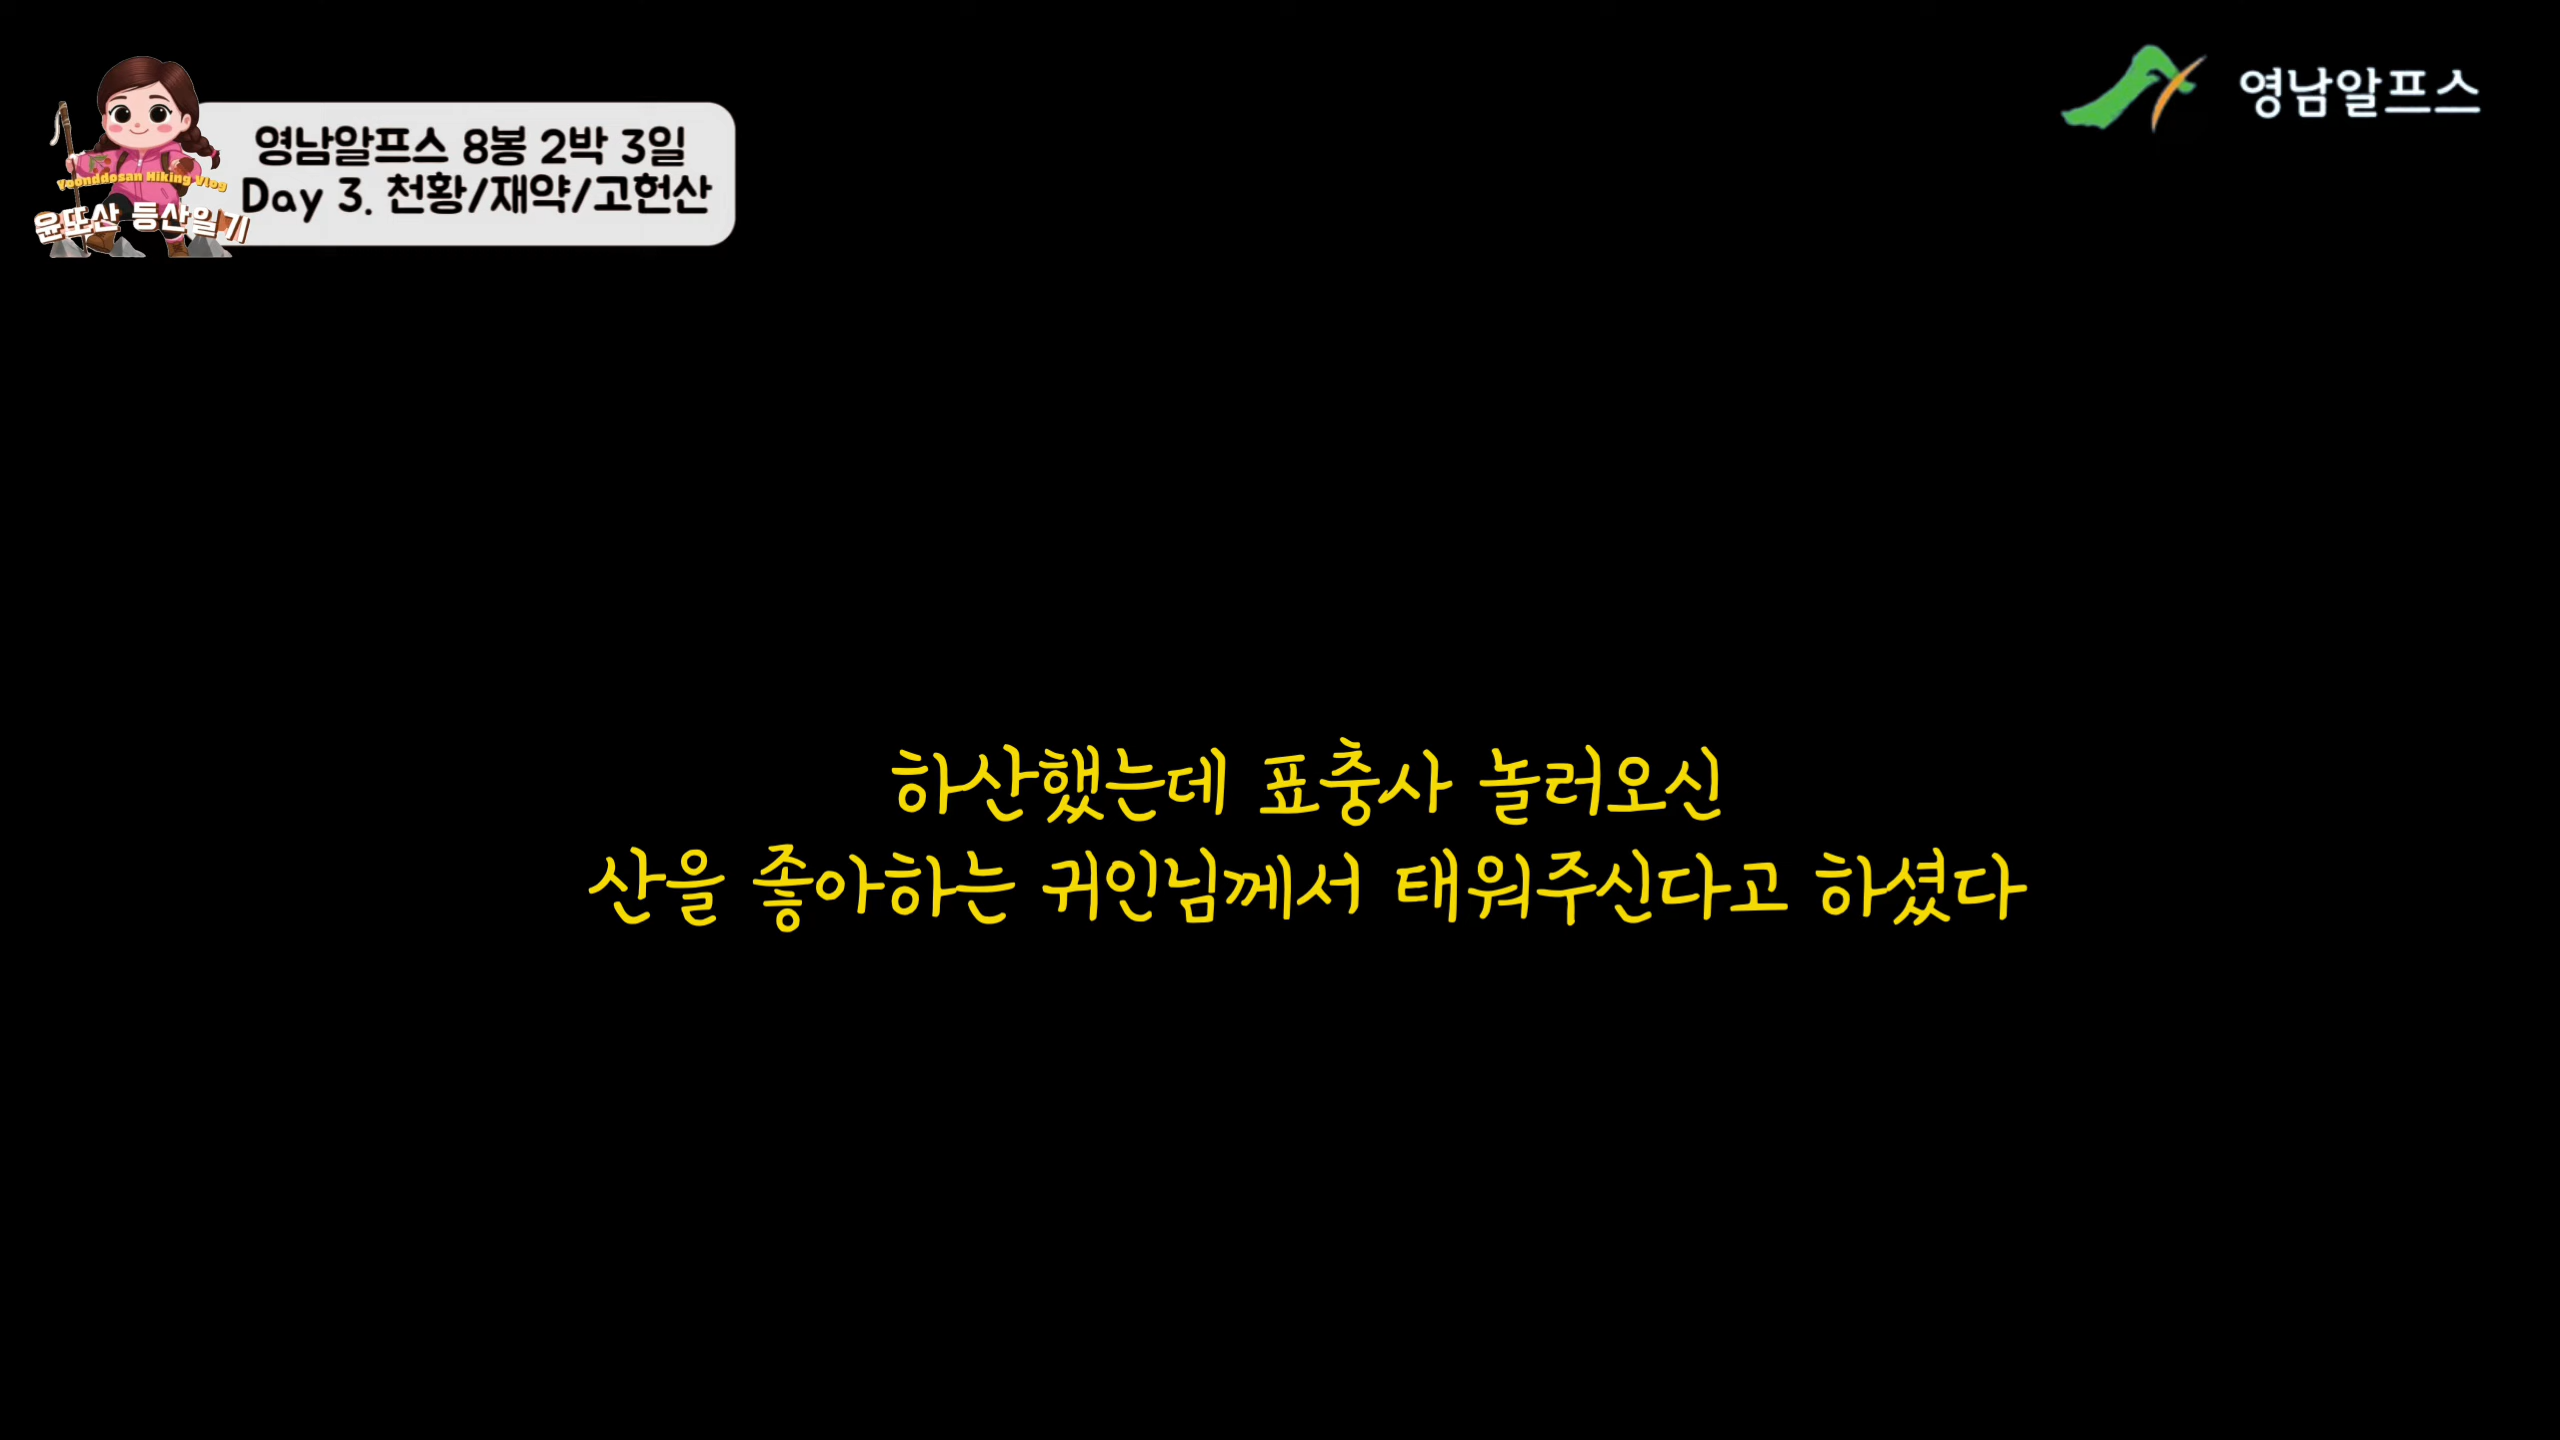 영남알프스 8봉 2박 3일
Day 3. 천황/재약/고헌산
Yoonddosan Hiking Vlog
윤또산 등산일기
영남알프스
하산했는데 표충사 놀러오신
산을 좋아하는 귀인님께서 태워주신다고 하셨다